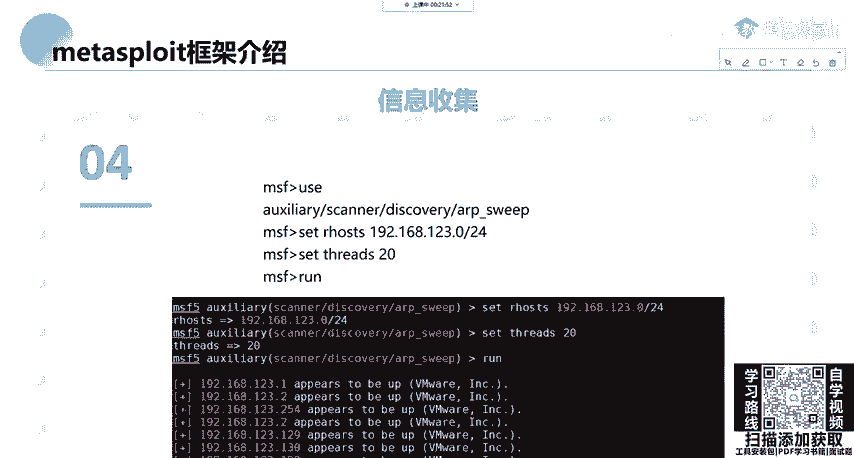 上课中 00:21:52
metasploit框架介绍
信息收集
04
msf>use
auxiliary/scanner/discovery/arp_sweep
msf>set rhosts 192.168.123.0/24
msf>set threads 20
msf>run
msf5 auxiliary(scanner/discovery/arp_sweep) > set rhosts 192.168.123.0/24
rhosts => 192.168.123.0/24
msf5 auxiliary(scanner/discovery/arp_sweep) > set threads 20
threads => 20
msf5 auxiliary(scanner/discovery/arp_sweep) > run
[+] 192.168.123.1 appears to be up (VMware, Inc.).
[+] 192.168.123.2 appears to be up (VMware, Inc.).
[+] 192.168.123.254 appears to be up (VMware, Inc.).
[+] 192.168.123.2 appears to be up (VMware, Inc.).
[+] 192.168.123.129 appears to be up (VMware, Inc.).
[+] 192.168.123.130 appears to be up (VMware, Inc.).
学习路线
自学视频
扫描添加获取
工具安装包|PDF学习书籍|面试题